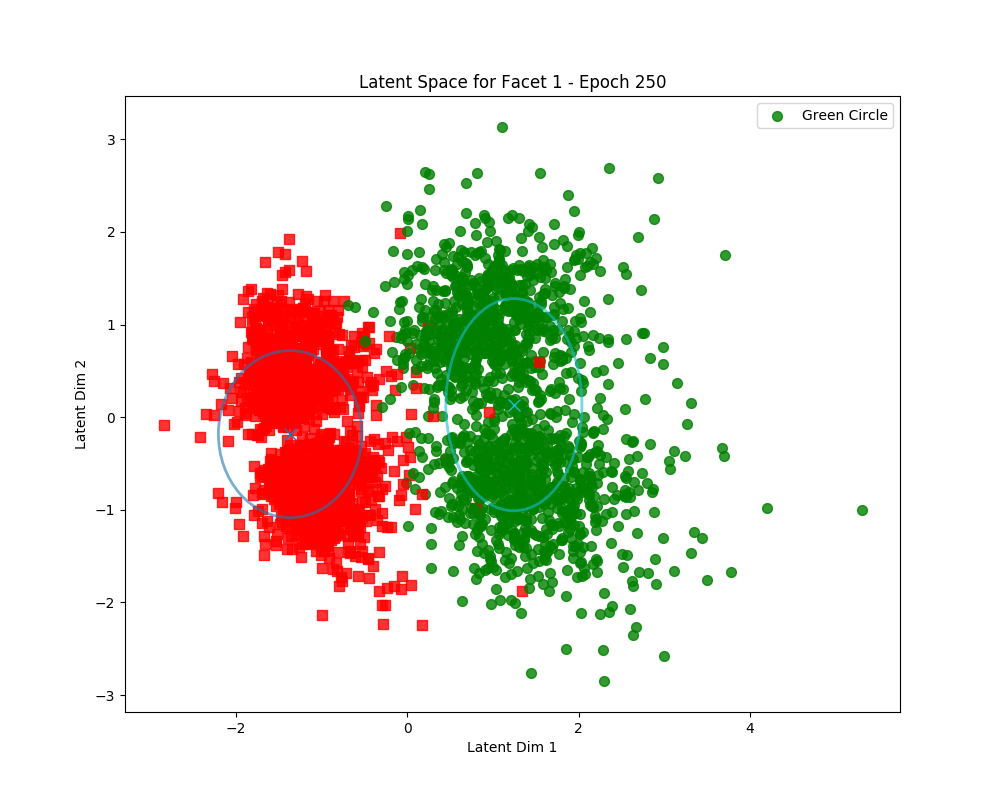 Latent Space for Facet 1 - Epoch 250
Green Circle
3
2
1
0
−1
−2
−3
Latent Dim 2
−2
0
2
4
Latent Dim 1